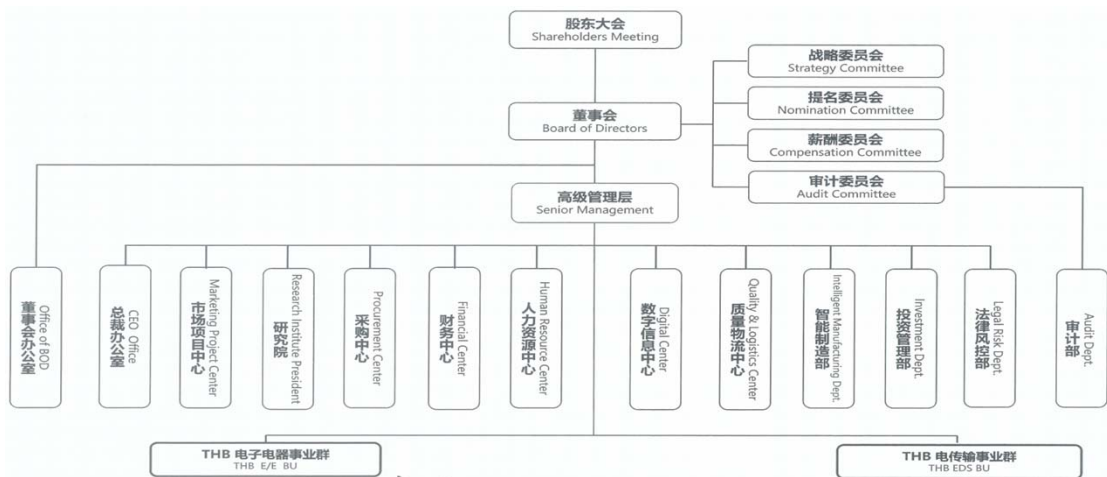 股东大会
Shareholders Meeting
战略委员会
Strategy Committee
提名委员会
Nomination Committee
董事会
Board of Directors
薪酬委员会
Compensation Committee
审计委员会
Audit Committee
高级管理层
Senior Management
董事会办公室
Office of BOD
总裁办公室
CEO Office
市场项目中心
Marketing Project Center
研究院
Research Institute President
采购中心
Procurement Center
财务中心
Financial Center
人力资源中心
Human Resource Center
数字信息中心
Digital Center
质量物流中心
Quality & Logistics Center
智能制造部
Intelligent Manufacturing Dept.
投资管理部
Investment Dept.
法律风控部
Legal Risk Dept.
审计部
Audit Dept.
THB 电子电器事业群
THB E/E BU
THB 电传输事业群
THB EDS BU